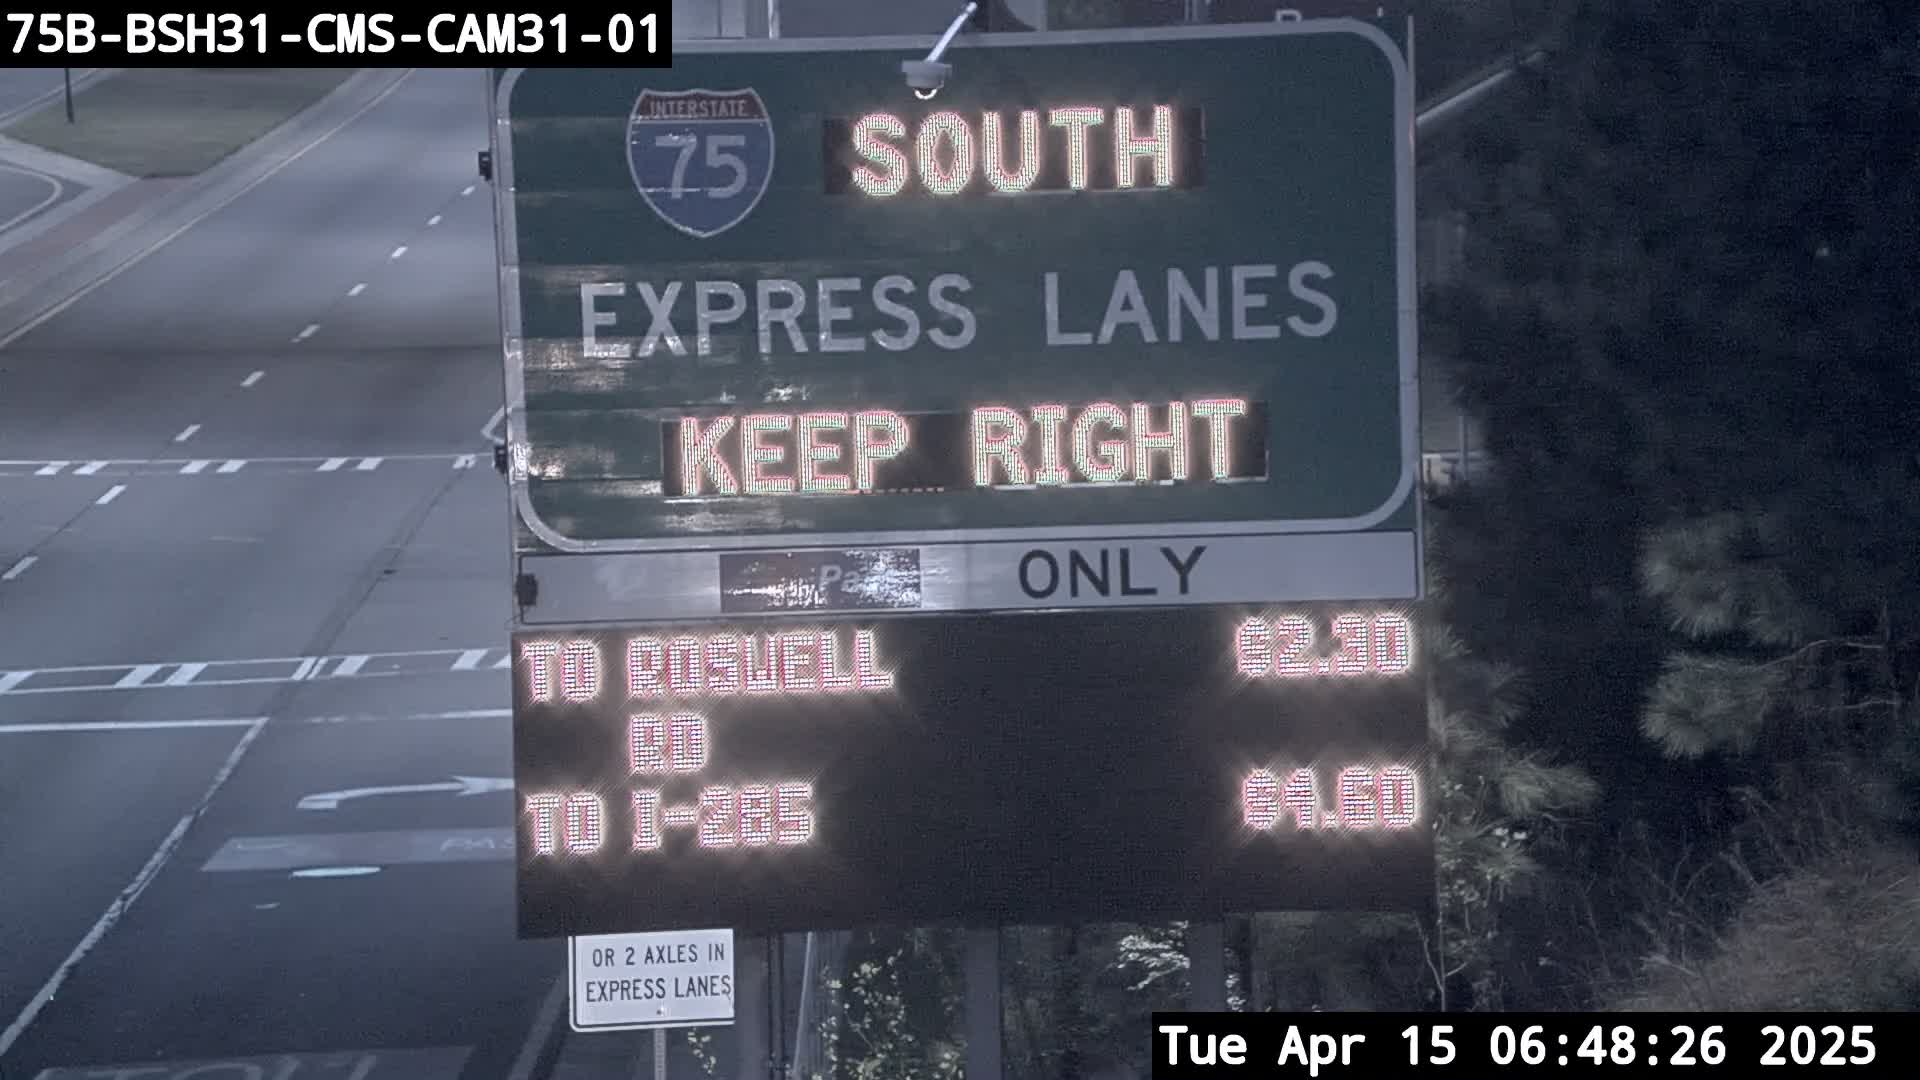 75B-BSH31-CMS-CAM31-01
INTERSTATE
75
SOUTH
EXPRESS LANES
KEEP RIGHT
ONLY
TO ROSWELL $2.30
RD
TO I-285 $4.60
OR 2 AXLES IN
EXPRESS LANES
Tue Apr 15 06:48:26 2025